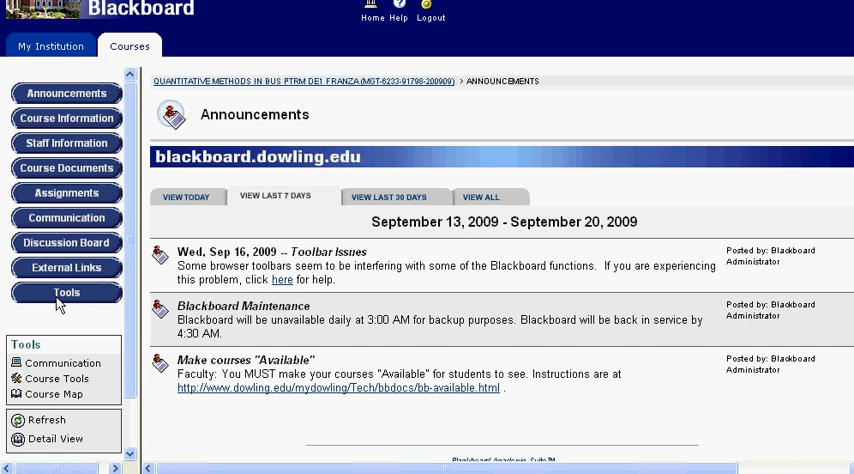 Blackboard
Home Help Logout
My Institution Courses
Announcements
Course Information
Staff Information
Course Documents
Assignments
Communication
Discussion Board
External Links
Tools
Tools
Communication
Course Tools
Course Map
Refresh
Detail View
QUANTITATIVE METHODS IN BUS PTRM DE1 FRANZA (MGT-6233-91798-200909) > ANNOUNCEMENTS
Announcements
blackboard.dowling.edu
VIEW TODAY VIEW LAST 7 DAYS VIEW LAST 30 DAYS VIEW ALL
September 13, 2009 - September 20, 2009
Wed, Sep 16, 2009 -- Toolbar Issues
Some browser toolbars seem to be interfering with some of the Blackboard functions. If you are experiencing
this problem, click here for help.
Posted by: Blackboard
Administrator
Blackboard Maintenance
Blackboard will be unavailable daily at 3:00 AM for backup purposes. Blackboard will be back in service by
4:30 AM.
Posted by: Blackboard
Administrator
Make courses "Available"
Faculty: You MUST make your courses "Available" for students to see. Instructions are at
http://www.dowling.edu/mydowling/Tech/bbdocs/bb-available.html .
Posted by: Blackboard
Administrator
Blackboard Academic Suite™